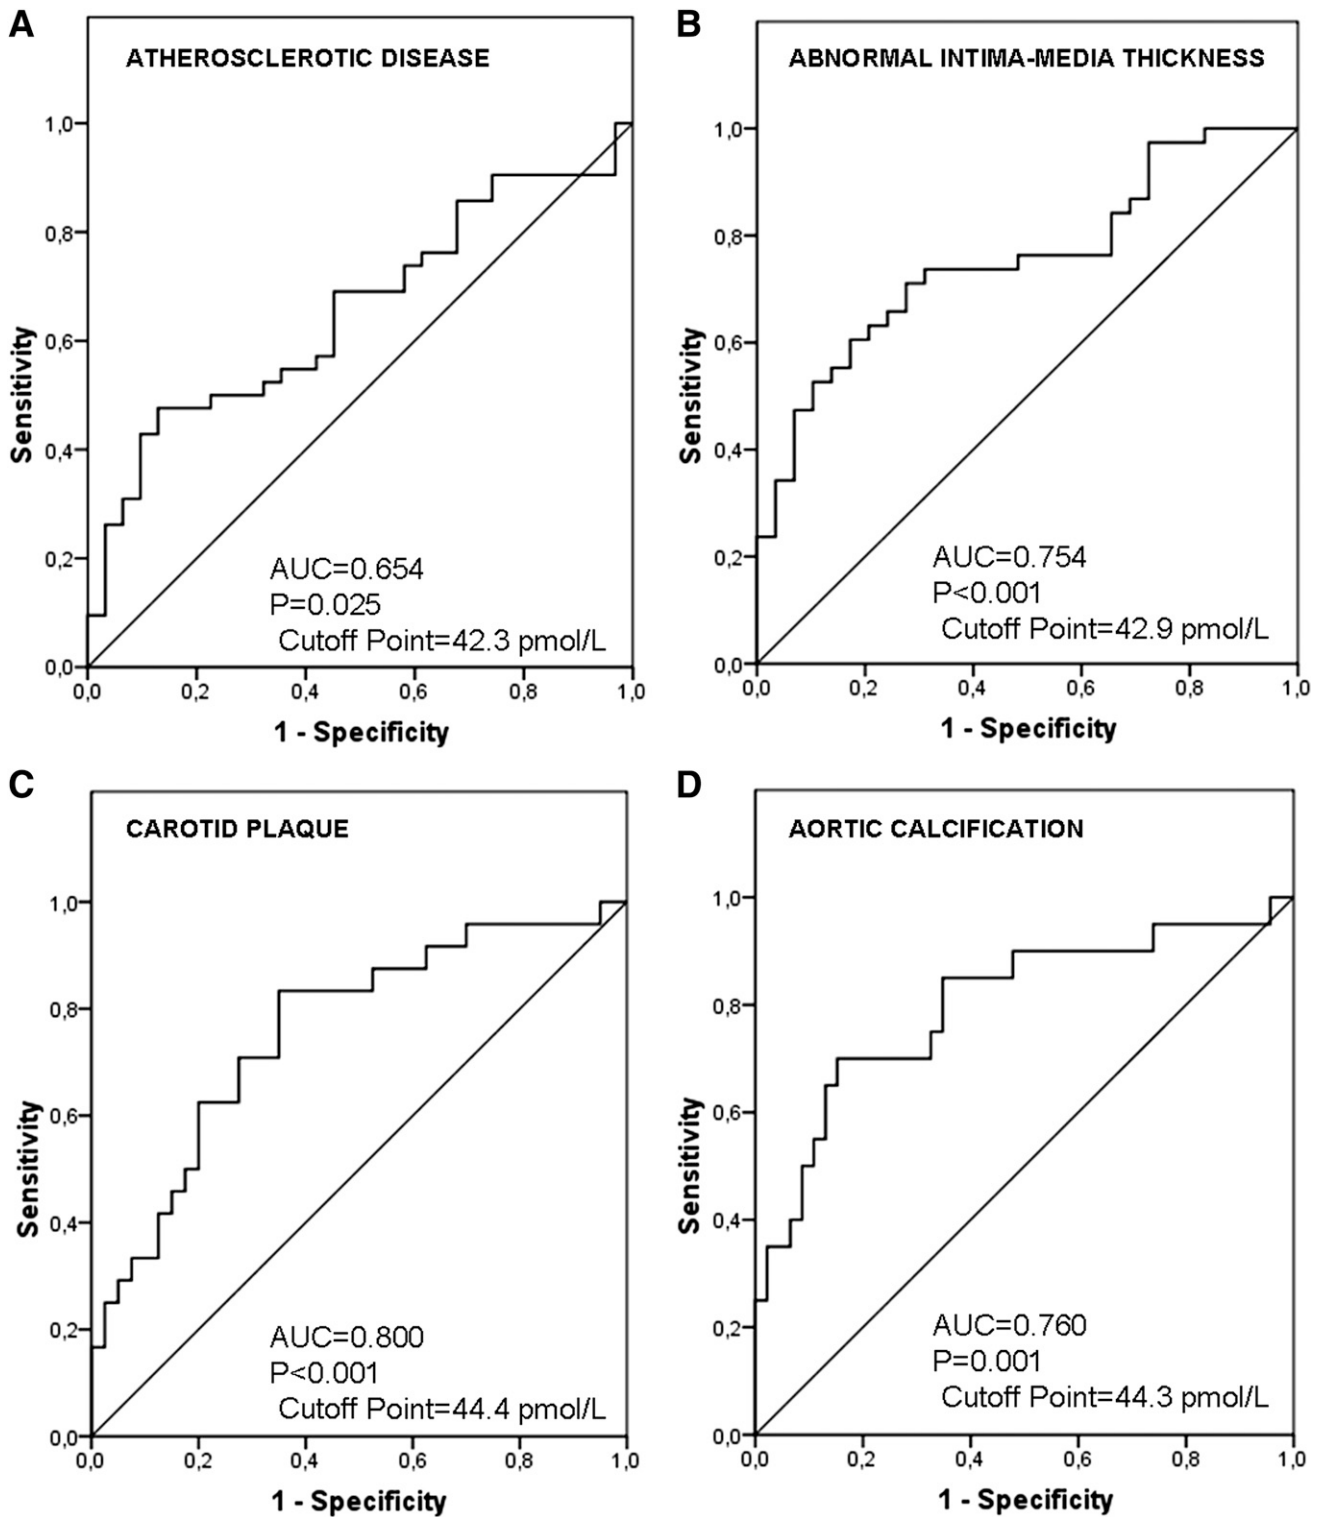 A
ATHEROSCLEROTIC DISEASE
1,0
0,8
0,6
0,4
0,2
0,0
Sensitivity
AUC=0.654
P=0.025
Cutoff Point=42.3 pmol/L
0,0 0,2 0,4 0,6 0,8 1,0
1 - Specificity
B
ABNORMAL INTIMA-MEDIA THICKNESS
1,0
0,8
0,6
0,4
0,2
0,0
Sensitivity
AUC=0.754
P<0.001
Cutoff Point=42.9 pmol/L
0,0 0,2 0,4 0,6 0,8 1,0
1 - Specificity
C
CAROTID PLAQUE
1,0
0,8
0,6
0,4
0,2
0,0
Sensitivity
AUC=0.800
P<0.001
Cutoff Point=44.4 pmol/L
0,0 0,2 0,4 0,6 0,8 1,0
1 - Specificity
D
AORTIC CALCIFICATION
1,0
0,8
0,6
0,4
0,2
0,0
Sensitivity
AUC=0.760
P=0.001
Cutoff Point=44.3 pmol/L
0,0 0,2 0,4 0,6 0,8 1,0
1 - Specificity